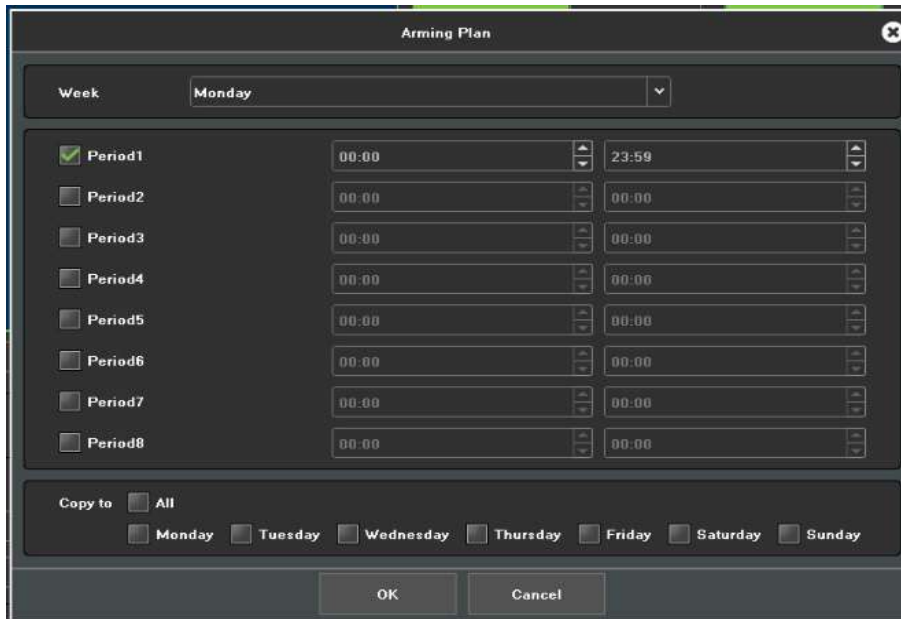 Arming Plan
Week Monday
Period1 00:00 23:59
Period2 00:00 00:00
Period3 00:00 00:00
Period4 00:00 00:00
Period5 00:00 00:00
Period6 00:00 00:00
Period7 00:00 00:00
Period8 00:00 00:00
Copy to All
Monday Tuesday Wednesday Thursday Friday Saturday Sunday
OK Cancel